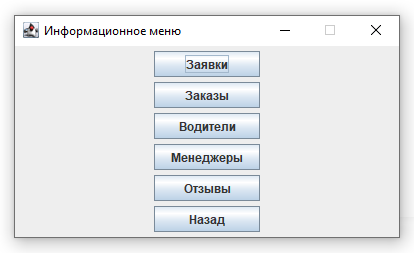 Информационное меню
Заявки
Заказы
Водители
Менеджеры
Отзывы
Назад